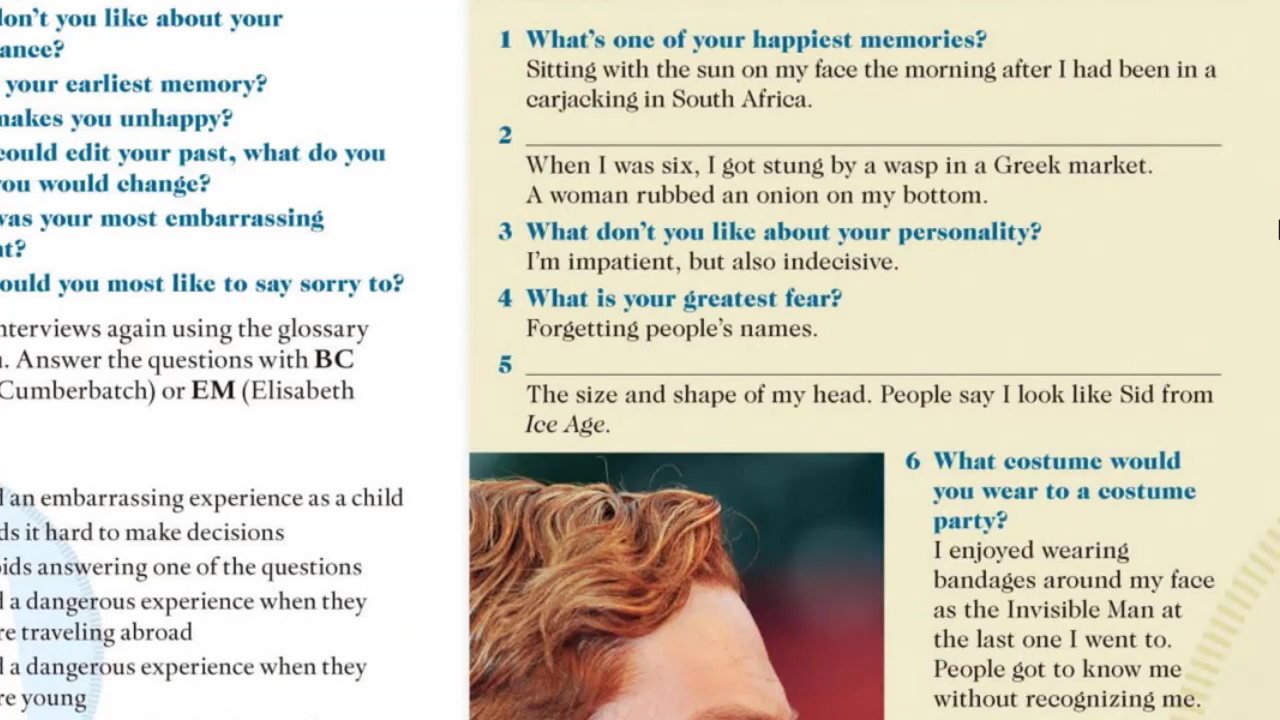 don't you like about your
ance?
your earliest memory?
makes you unhappy?
could edit your past, what do you
you would change?
was your most embarrassing
nt?
ould you most like to say sorry to?
nterviews again using the glossary
. Answer the questions with BC
Cumberbatch) or EM (Elisabeth
d an embarrassing experience as a child
ds it hard to make decisions
oids answering one of the questions
d a dangerous experience when they
re traveling abroad
d a dangerous experience when they
re young
1 What's one of your happiest memories?
Sitting with the sun on my face the morning after I had been in a
carjacking in South Africa.
2
When I was six, I got stung by a wasp in a Greek market.
A woman rubbed an onion on my bottom.
3 What don't you like about your personality?
I'm impatient, but also indecisive.
4 What is your greatest fear?
Forgetting people's names.
5
The size and shape of my head. People say I look like Sid from
Ice Age.
6 What costume would
you wear to a costume
party?
I enjoyed wearing
bandages around my face
as the Invisible Man at
the last one I went to.
People got to know me
without recognizing me.